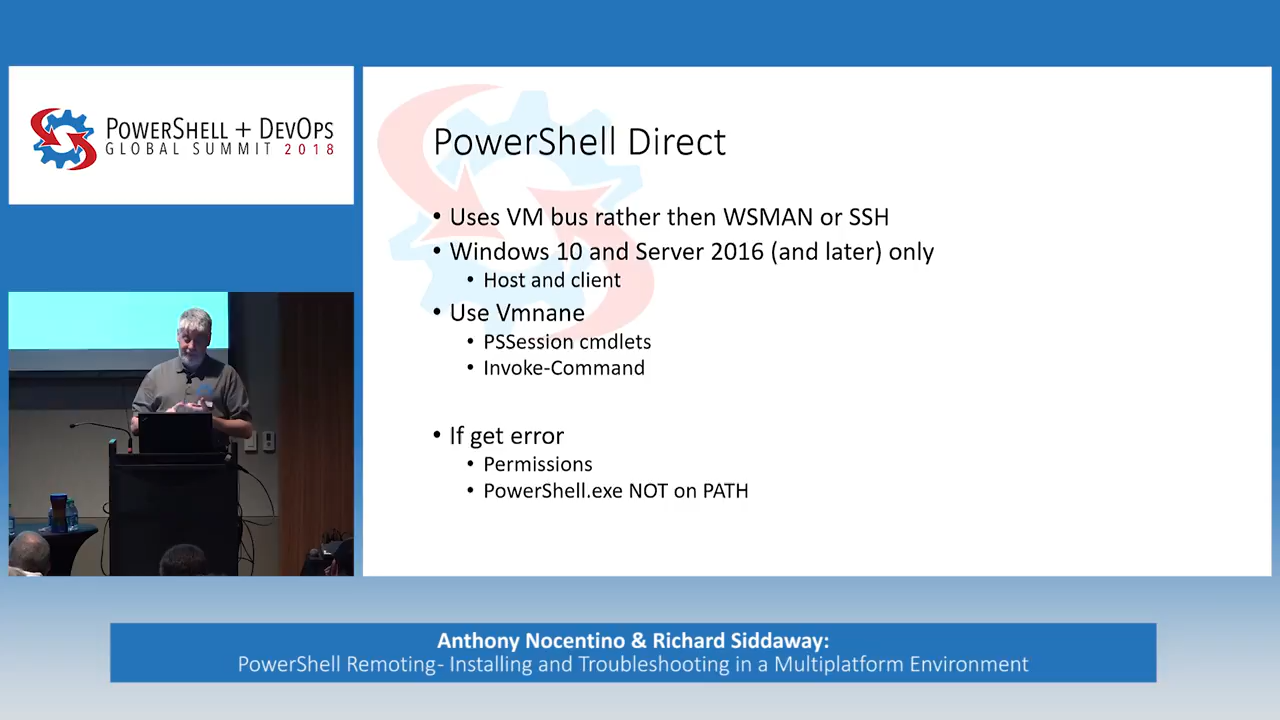 POWERSHELL + DEVOPS
GLOBAL SUMMIT 2018
PowerShell Direct
• Uses VM bus rather then WSMAN or SSH
• Windows 10 and Server 2016 (and later) only
• Host and client
• Use Vmnane
• PSSession cmdlets
• Invoke-Command
• If get error
• Permissions
• PowerShell.exe NOT on PATH
Anthony Nocentino & Richard Siddaway:
PowerShell Remoting- Installing and Troubleshooting in a Multiplatform Environment